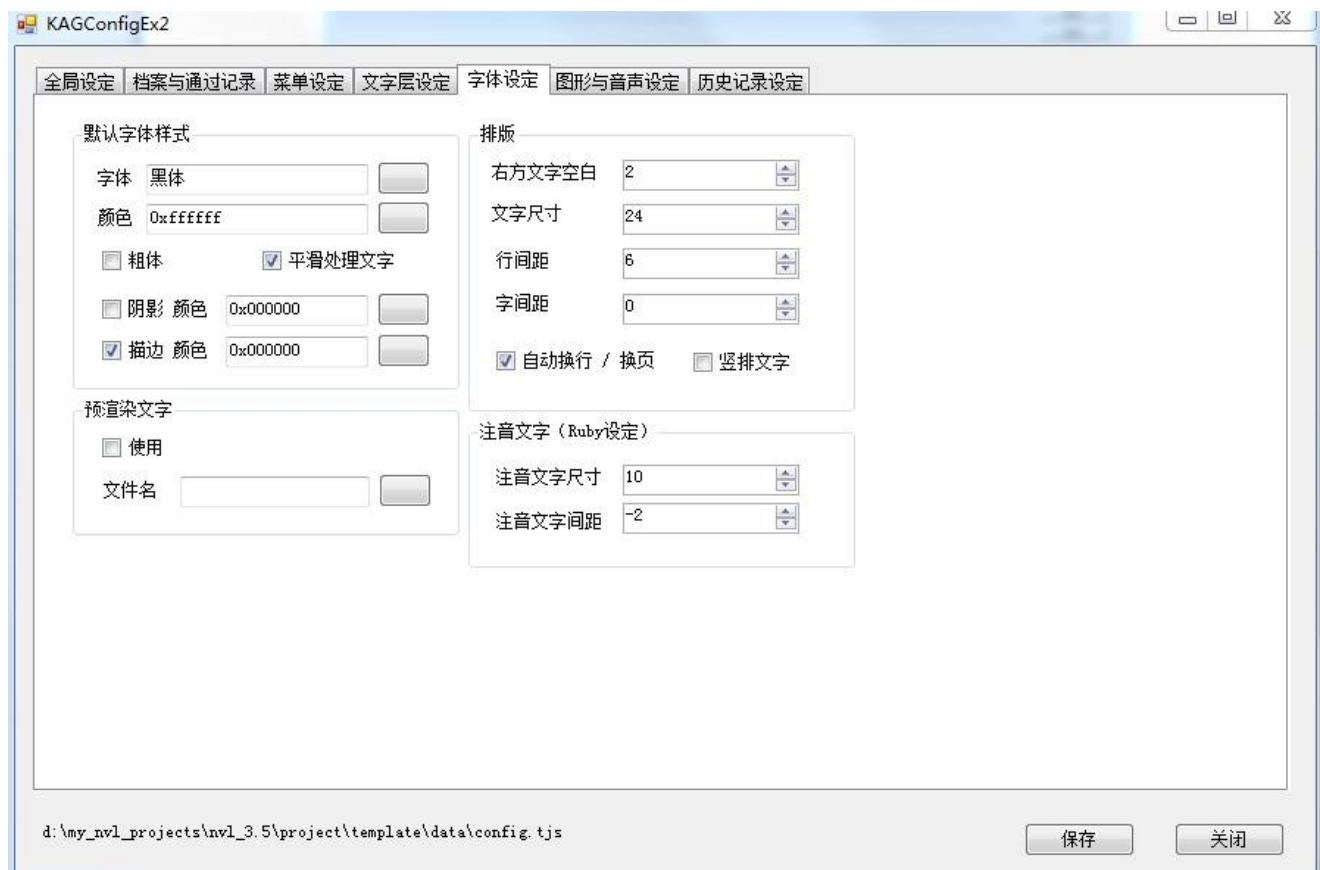 KAGConfigEx2
全局设定 档案与通过记录 菜单设定 文字层设定 字体设定 图形与音声设定 历史记录设定
默认字体样式
字体 黑体
颜色 0xffffff
粗体 平滑处理文字
阴影 颜色 0x000000
描边 颜色 0x000000
预渲染文字
使用
文件名
排版
右方文字空白 2
文字尺寸 24
行间距 6
字间距 0
自动换行 / 换页 竖排文字
注音文字（Ruby设定）
注音文字尺寸 10
注音文字间距 -2
d:\my_nvl_projects\nvl_3.5\project\template\data\config.tjs
保存 关闭